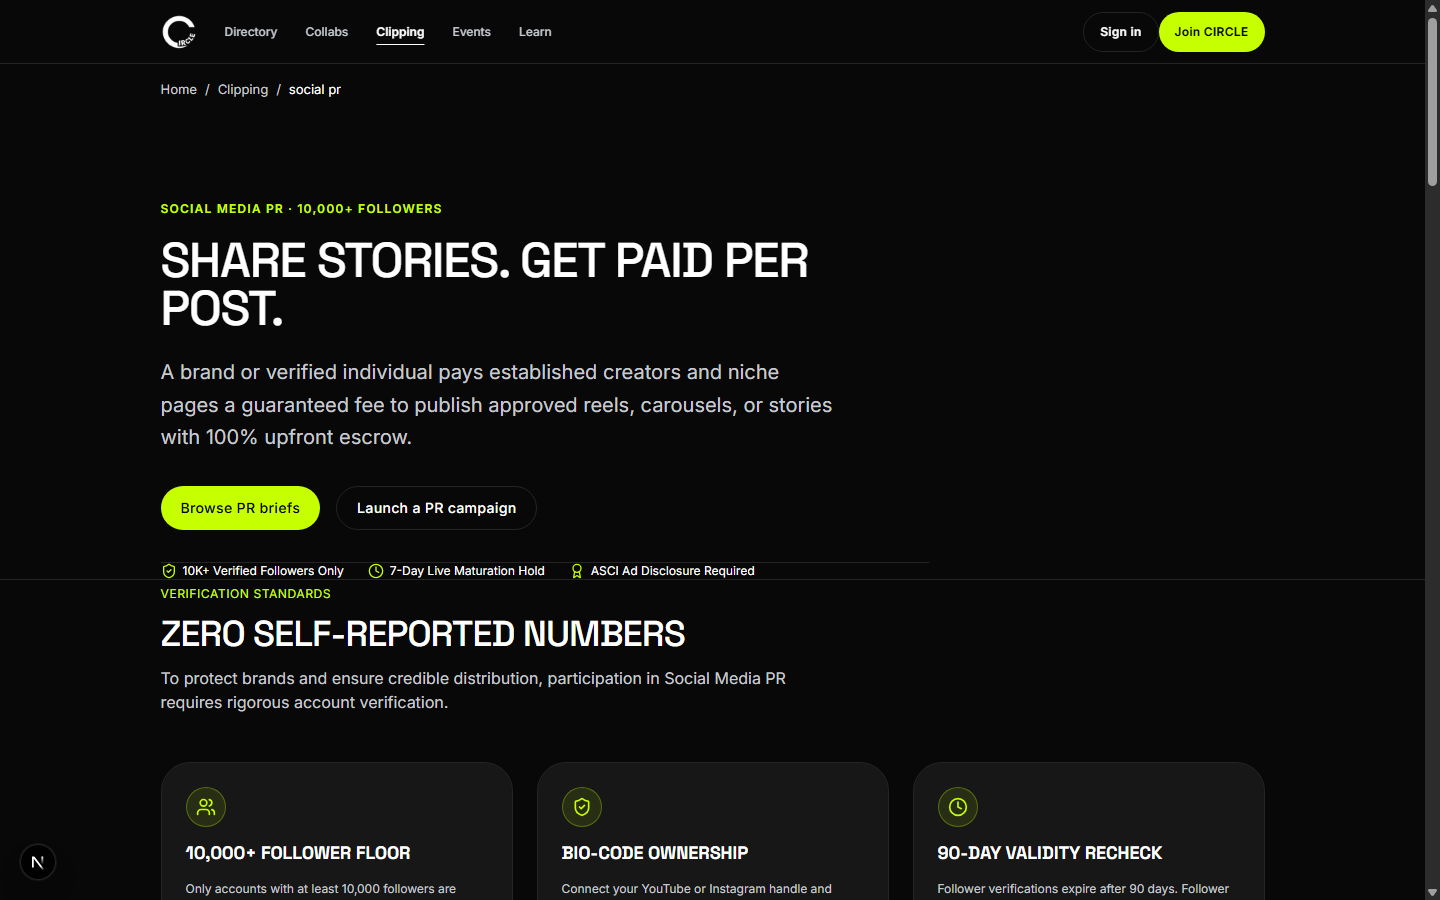 CIRCLE
Directory
Collabs
Clipping
Events
Learn
Sign in
Join CIRCLE
Home / Clipping / social pr
SOCIAL MEDIA PR · 10,000+ FOLLOWERS
SHARE STORIES. GET PAID PER
POST.
A brand or verified individual pays established creators and niche
pages a guaranteed fee to publish approved reels, carousels, or stories
with 100% upfront escrow.
Browse PR briefs
Launch a PR campaign
10K+ Verified Followers Only
7-Day Live Maturation Hold
ASCI Ad Disclosure Required
VERIFICATION STANDARDS
ZERO SELF-REPORTED NUMBERS
To protect brands and ensure credible distribution, participation in Social Media PR
requires rigorous account verification.
10,000+ FOLLOWER FLOOR
Only accounts with at least 10,000 followers are
BIO-CODE OWNERSHIP
Connect your YouTube or Instagram handle and
90-DAY VALIDITY RECHECK
Follower verifications expire after 90 days. Follower
N